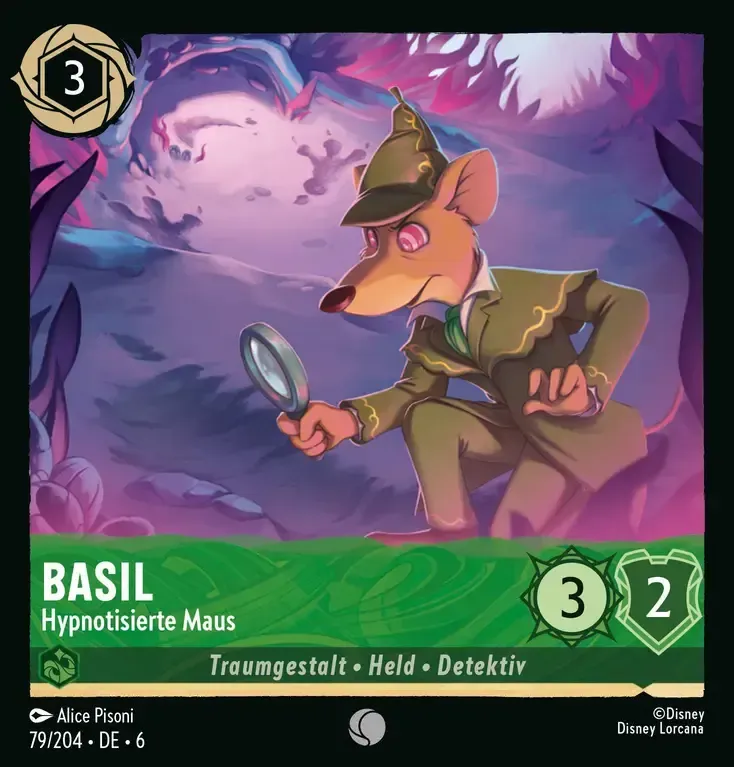 3
BASIL
Hypnotisierte Maus
3
2
Traumgestalt • Held • Detektiv
Alice Pisoni
79/204 • DE • 6
©Disney
Disney Lorcana